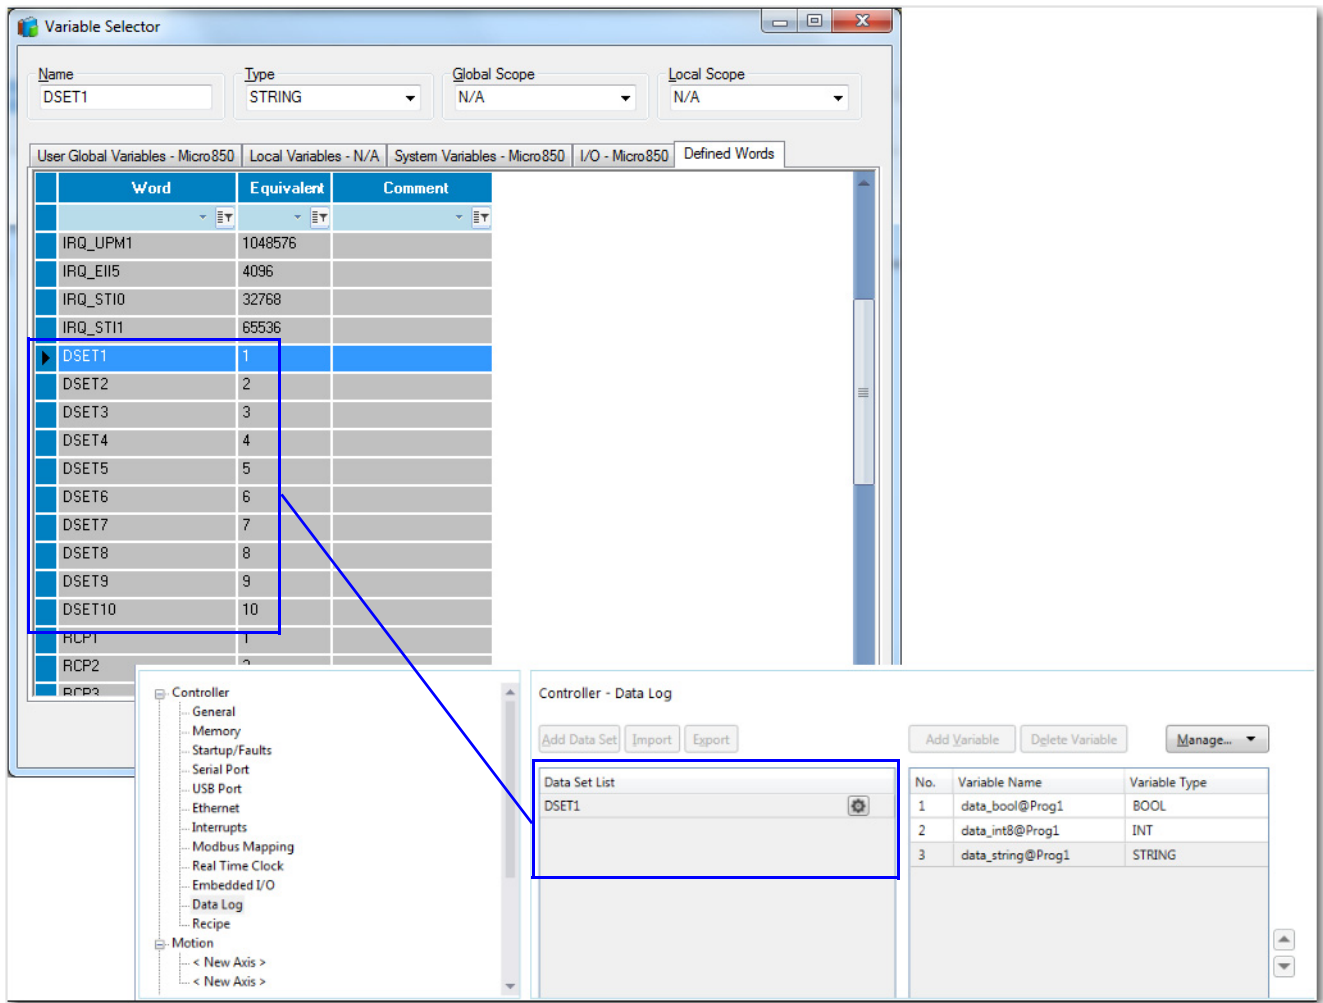 Variable Selector
Name
Type
Global Scope
Local Scope
DSET1
STRING
N/A
N/A
User Global Variables - Micro850
Local Variables - N/A
System Variables - Micro850
I/O - Micro850
Defined Words
Word Equivalent Comment
IRQ_UPM1 1048576
IRQ_EII5 4096
IRQ_STI0 32768
IRQ_STI1 65536
DSET1 1
DSET2 2
DSET3 3
DSET4 4
DSET5 5
DSET6 6
DSET7 7
DSET8 8
DSET9 9
DSET10 10
RCP1 1
RCP2 2
RCP3
Controller
General
Memory
Startup/Faults
Serial Port
USB Port
Ethernet
Interrupts
Modbus Mapping
Real Time Clock
Embedded I/O
Data Log
Recipe
Motion
< New Axis >
< New Axis >
Controller - Data Log
Add Data Set
Import
Export
Add Variable
Delete Variable
Manage...
Data Set List
DSET1
No. Variable Name Variable Type
1 data_bool@Prog1 BOOL
2 data_int8@Prog1 INT
3 data_string@Prog1 STRING